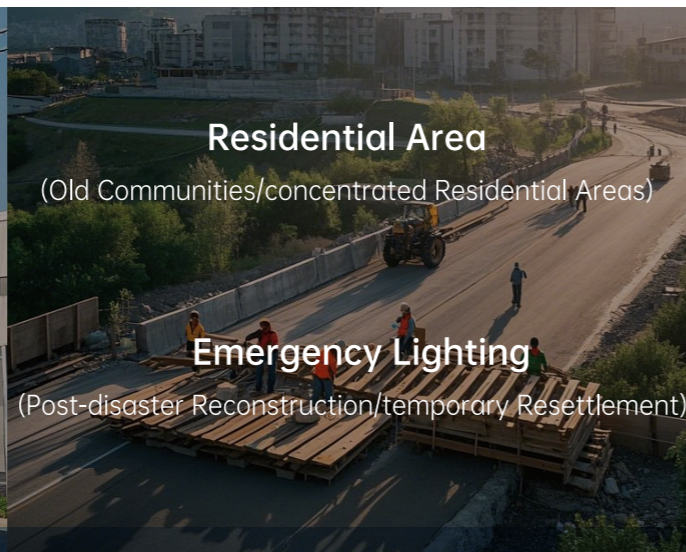 Residential Area
(Old Communities/concentrated Residential Areas)
Emergency Lighting
(Post-disaster Reconstruction/temporary Resettlement)